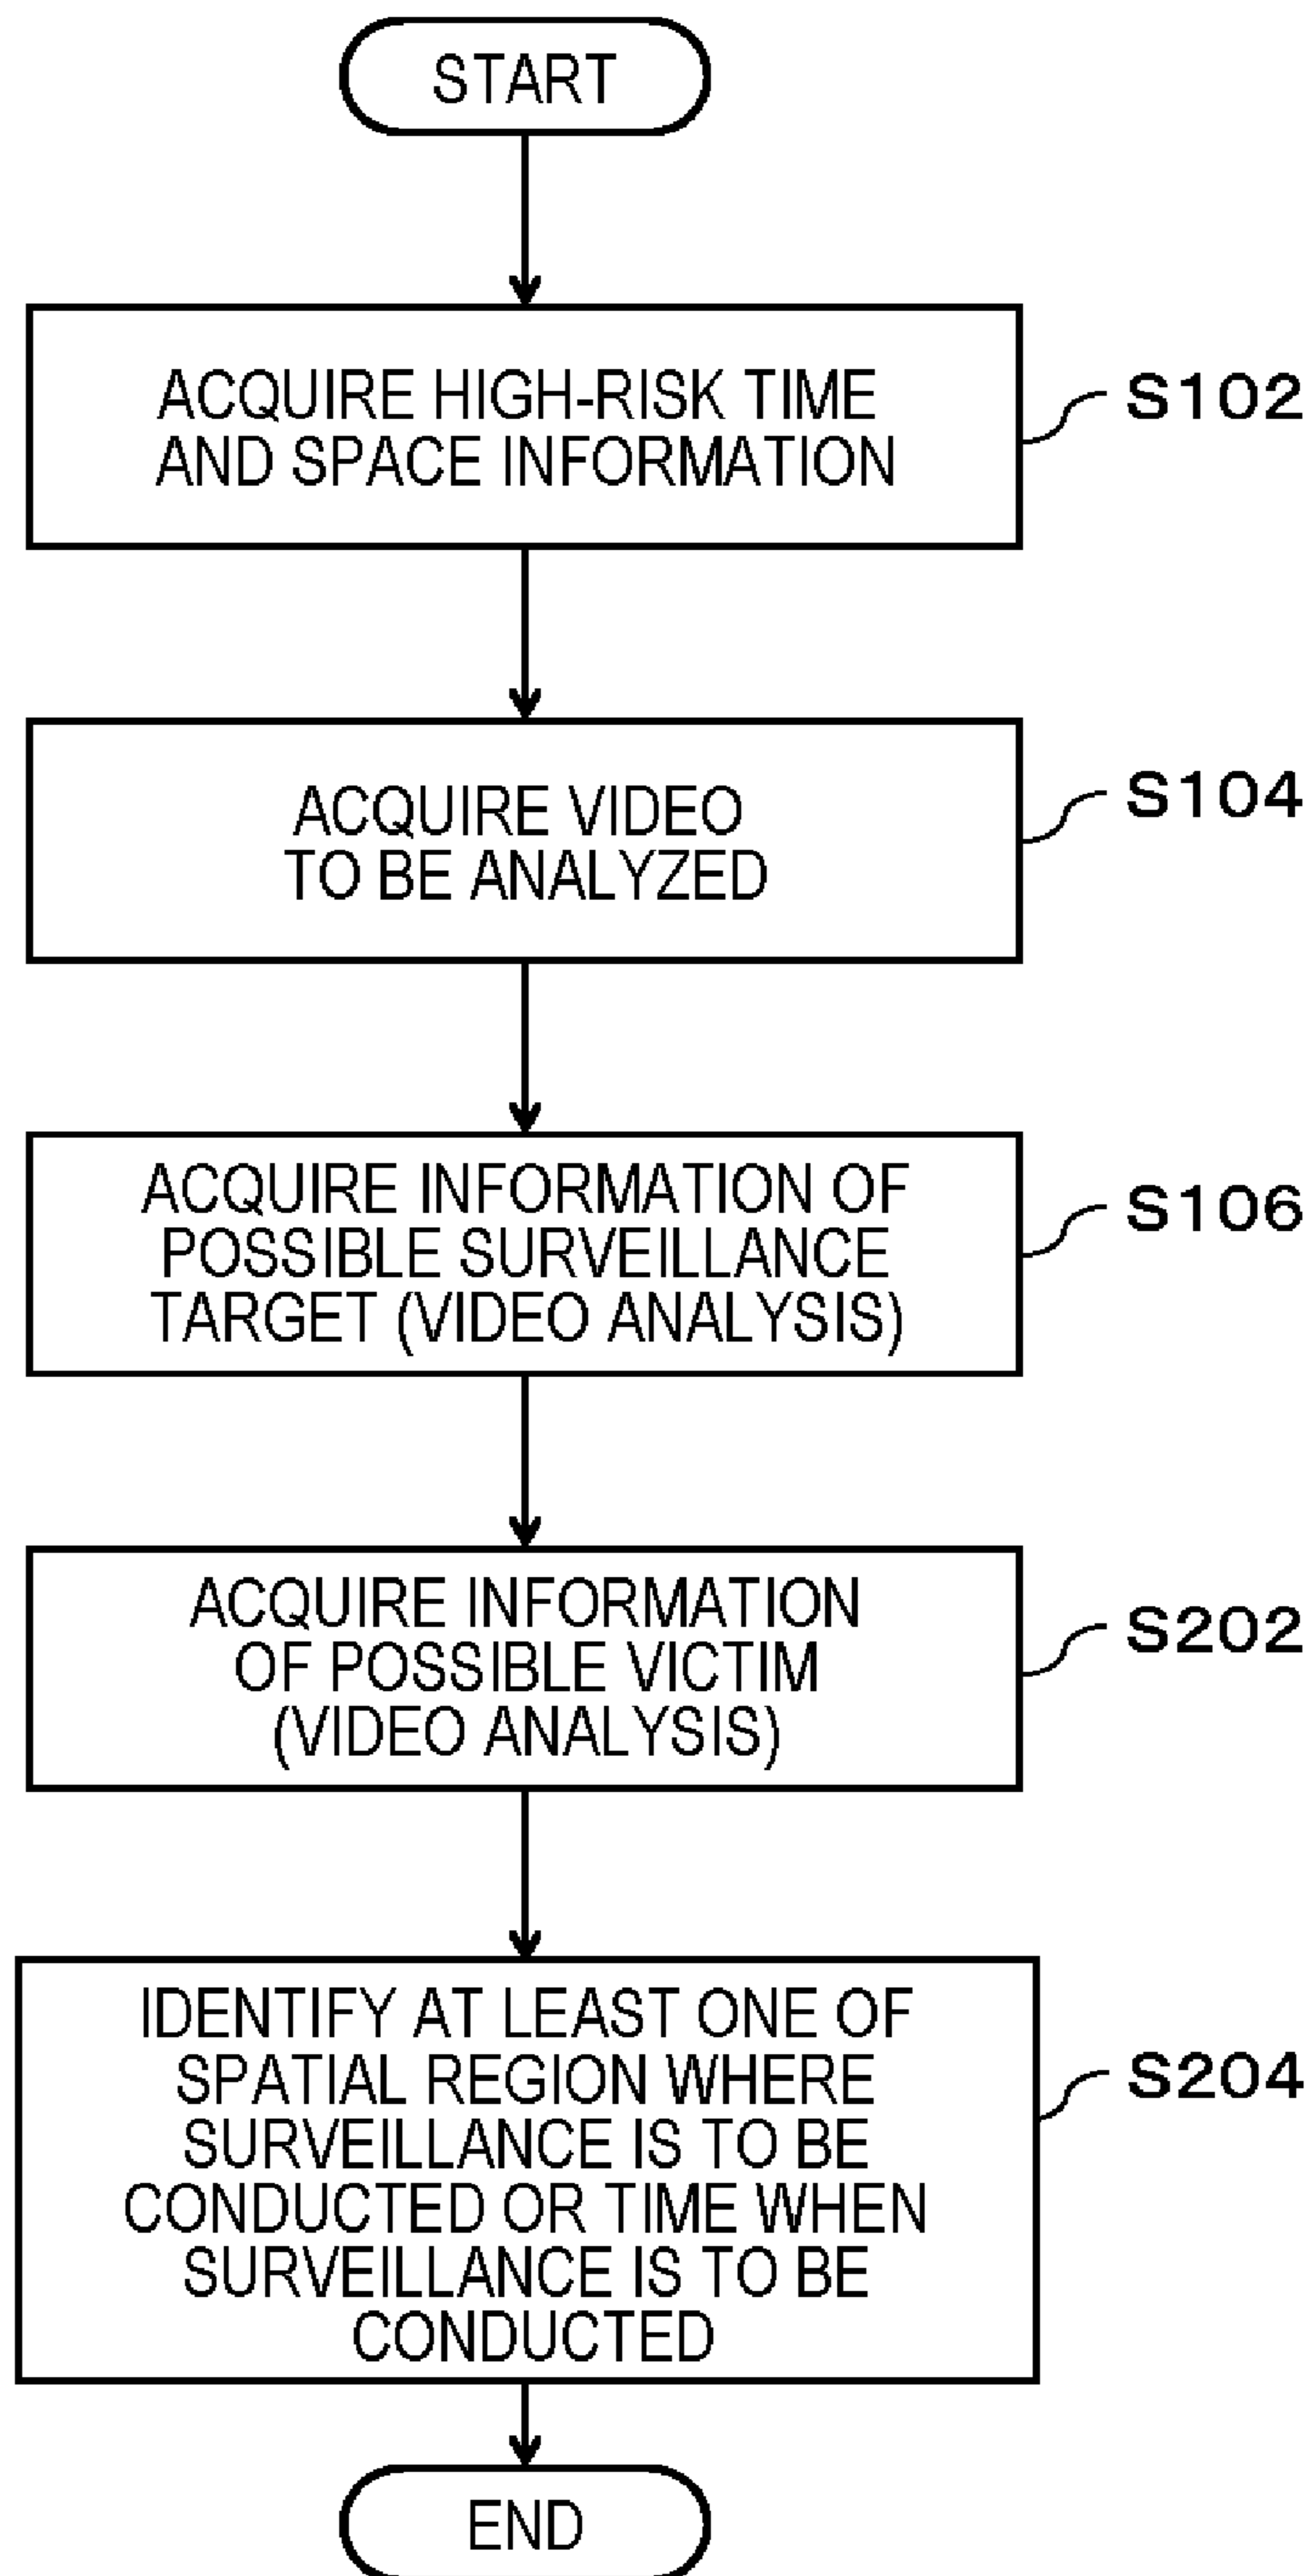 START
ACQUIRE HIGH-RISK TIME
AND SPACE INFORMATION
S102
ACQUIRE VIDEO
TO BE ANALYZED
S104
ACQUIRE INFORMATION OF
POSSIBLE SURVEILLANCE
TARGET (VIDEO ANALYSIS)
S106
ACQUIRE INFORMATION
OF POSSIBLE VICTIM
(VIDEO ANALYSIS)
S202
IDENTIFY AT LEAST ONE OF
SPATIAL REGION WHERE
SURVEILLANCE IS TO BE
CONDUCTED OR TIME WHEN
SURVEILLANCE IS TO BE
CONDUCTED
S204
END